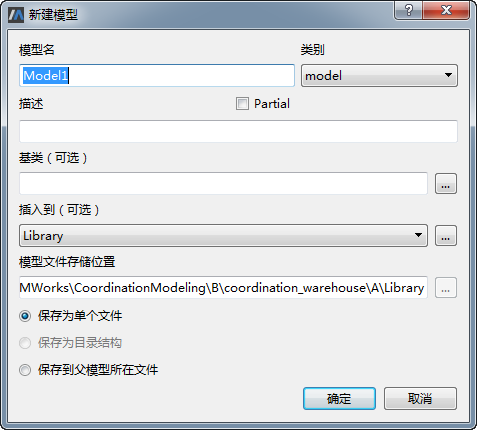 新建模型
模型名 类别
Model1 model
描述 Partial
基类（可选）
...
插入到（可选）
Library ...
模型文件存储位置
MWorks\CoordinationModeling\B\coordination_warehouse\A\Library ...
保存为单个文件
保存为目录结构
保存到父模型所在文件
确定 取消